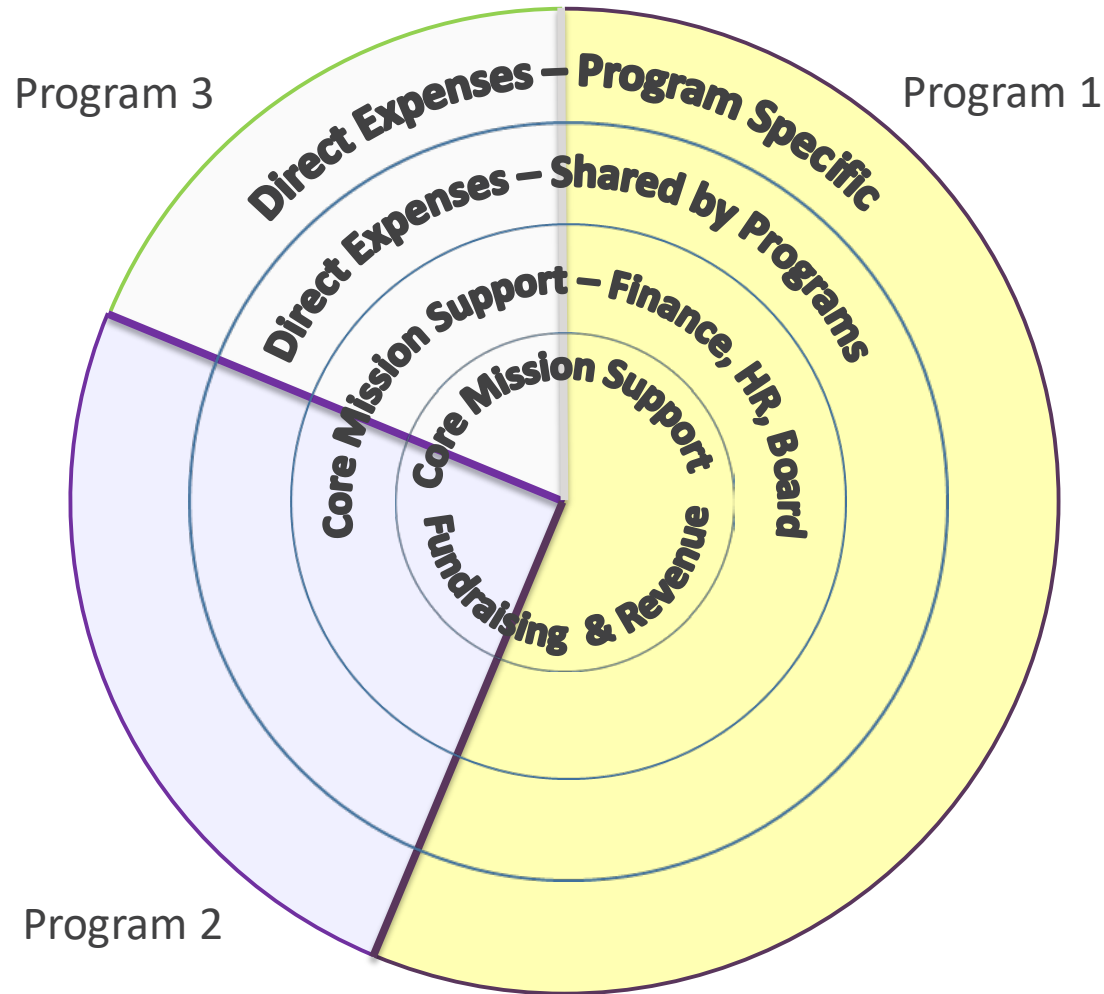 Program 3
Program 1
Direct Expenses – Program Specific
Direct Expenses – Shared by Programs
Core Mission Support – Finance, HR, Board
Core Mission Support
Fundraising & Revenue
Program 2